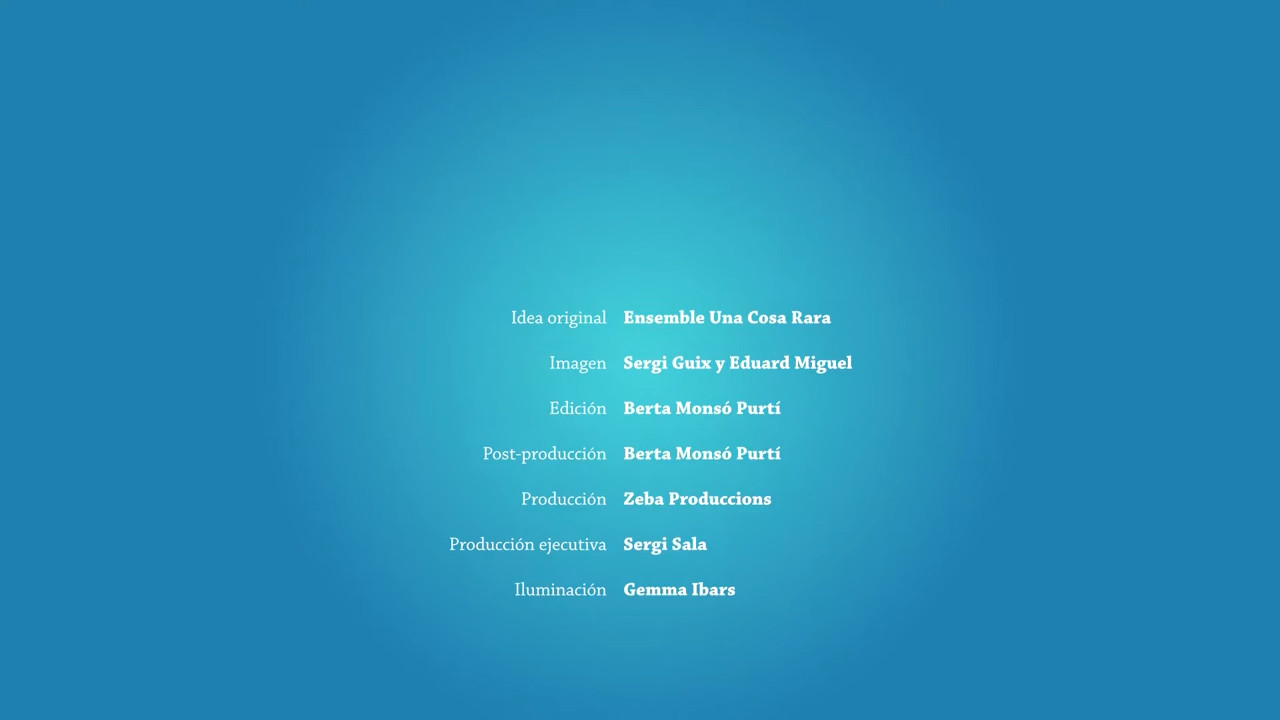 Idea original Ensemble Una Cosa Rara
Imagen Sergi Guix y Eduard Miguel
Edición Berta Monsó Purtí
Post-producción Berta Monsó Purtí
Producción Zeba Produccions
Producción ejecutiva Sergi Sala
Iluminación Gemma Ibars